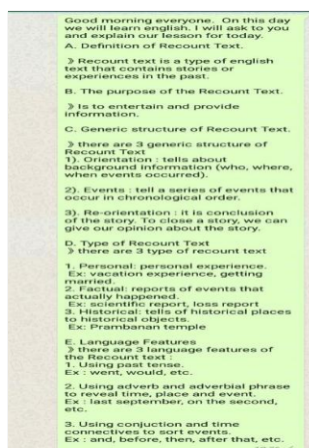 Good morning everyone. On this day
we will learn english. I will ask to you
and explain our lesson for today.
A. Definition of Recount Text.
》Recount text is a type of english
text that contains stories or
experiences in the past.
B. The purpose of the Recount Text.
》Is to entertain and provide
information.
C. Generic structure of Recount Text.
》there are 3 generic structure of
Recount Text
1). Orientation : tells about
background information (who, where,
when events occurred).
2). Events : tell a series of events that
occur in chronological order.
3). Re-orientation : it is conclusion
of the story. To close a story, we can
give our opinion about the story.
D. Type of Recount Text
》there are 3 type of recount text
1. Personal: personal experience.
Ex: vacation experience, getting
married.
2. Factual: reports of events that
actually happened.
Ex: scientific report, loss report
3. Historical: tells of historical places
to historical objects.
Ex: Prambanan temple
E. Language Features
》there are 3 language features of
the Recount text :
1. Using past tense.
Ex : went, would, etc.
2. Using adverb and adverbial phrase
to reveal time, place and event.
Ex : last september, on the second,
etc.
3. Using conjuction and time
connectives to sort events.
Ex : and, before, then, after that, etc.